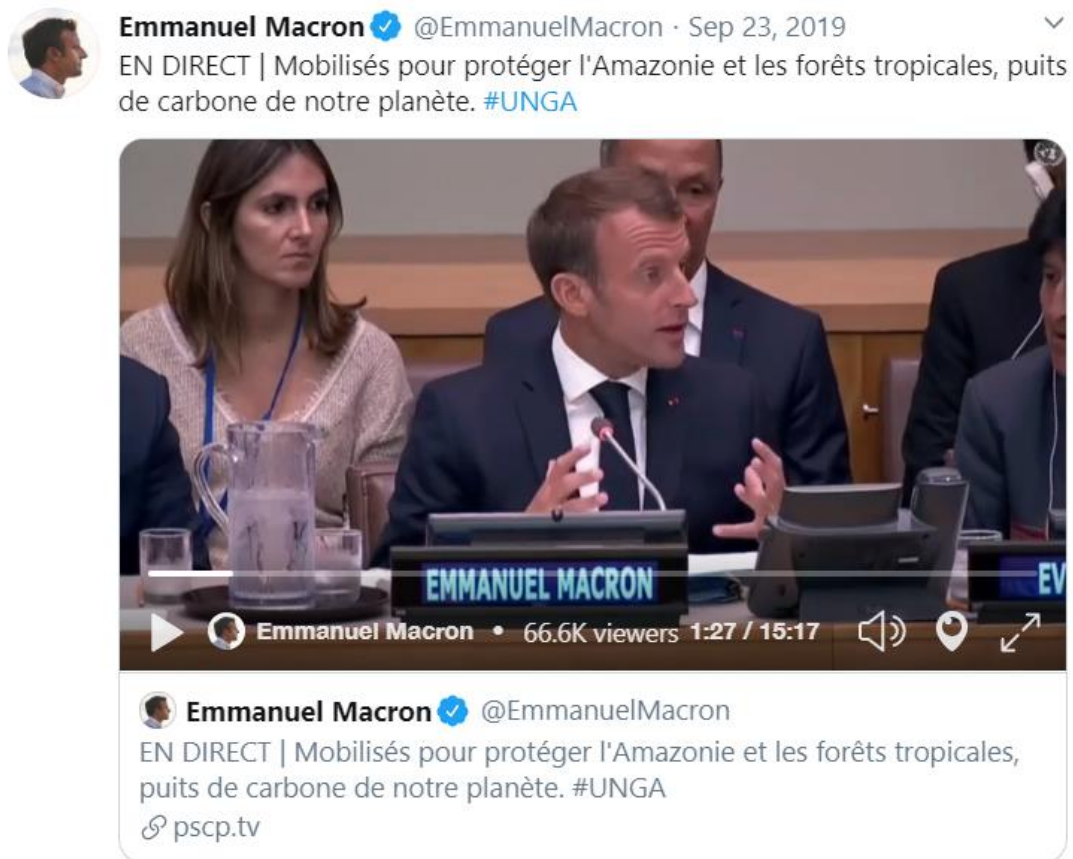 Emmanuel Macron @EmmanuelMacron · Sep 23, 2019
EN DIRECT | Mobilisés pour protéger l'Amazonie et les forêts tropicales, puits
de carbone de notre planète. #UNGA
EMMANUEL MACRON
EV
Emmanuel Macron • 66.6K viewers 1:27 / 15:17
Emmanuel Macron @EmmanuelMacron
EN DIRECT | Mobilisés pour protéger l'Amazonie et les forêts tropicales,
puits de carbone de notre planète. #UNGA
pscp.tv